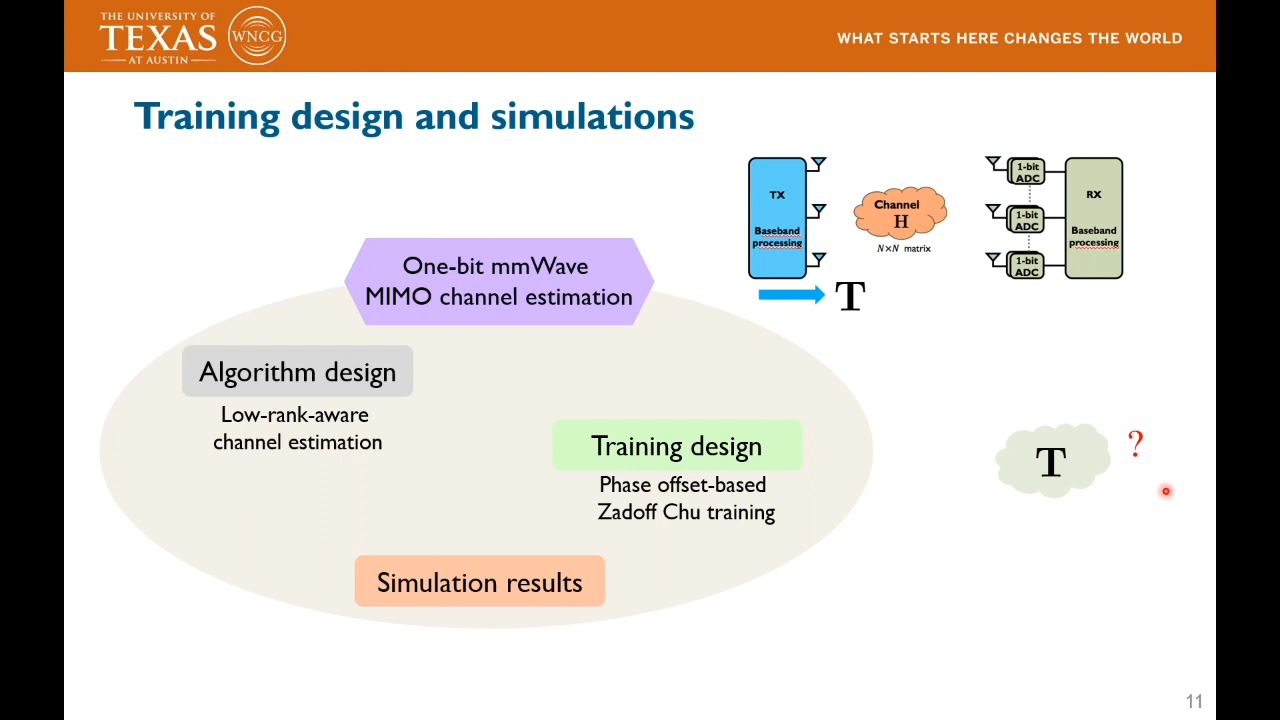 THE UNIVERSITY OF
TEXAS
AT AUSTIN
WNCG
WHAT STARTS HERE CHANGES THE WORLD
Training design and simulations
TX
Baseband
processing
Channel
H
N×N matrix
1-bit
ADC
1-bit
ADC
1-bit
ADC
RX
Baseband
processing
T
One-bit mmWave
MIMO channel estimation
Algorithm design
Low-rank-aware
channel estimation
Training design
Phase offset-based
Zadoff Chu training
T
?
Simulation results
11